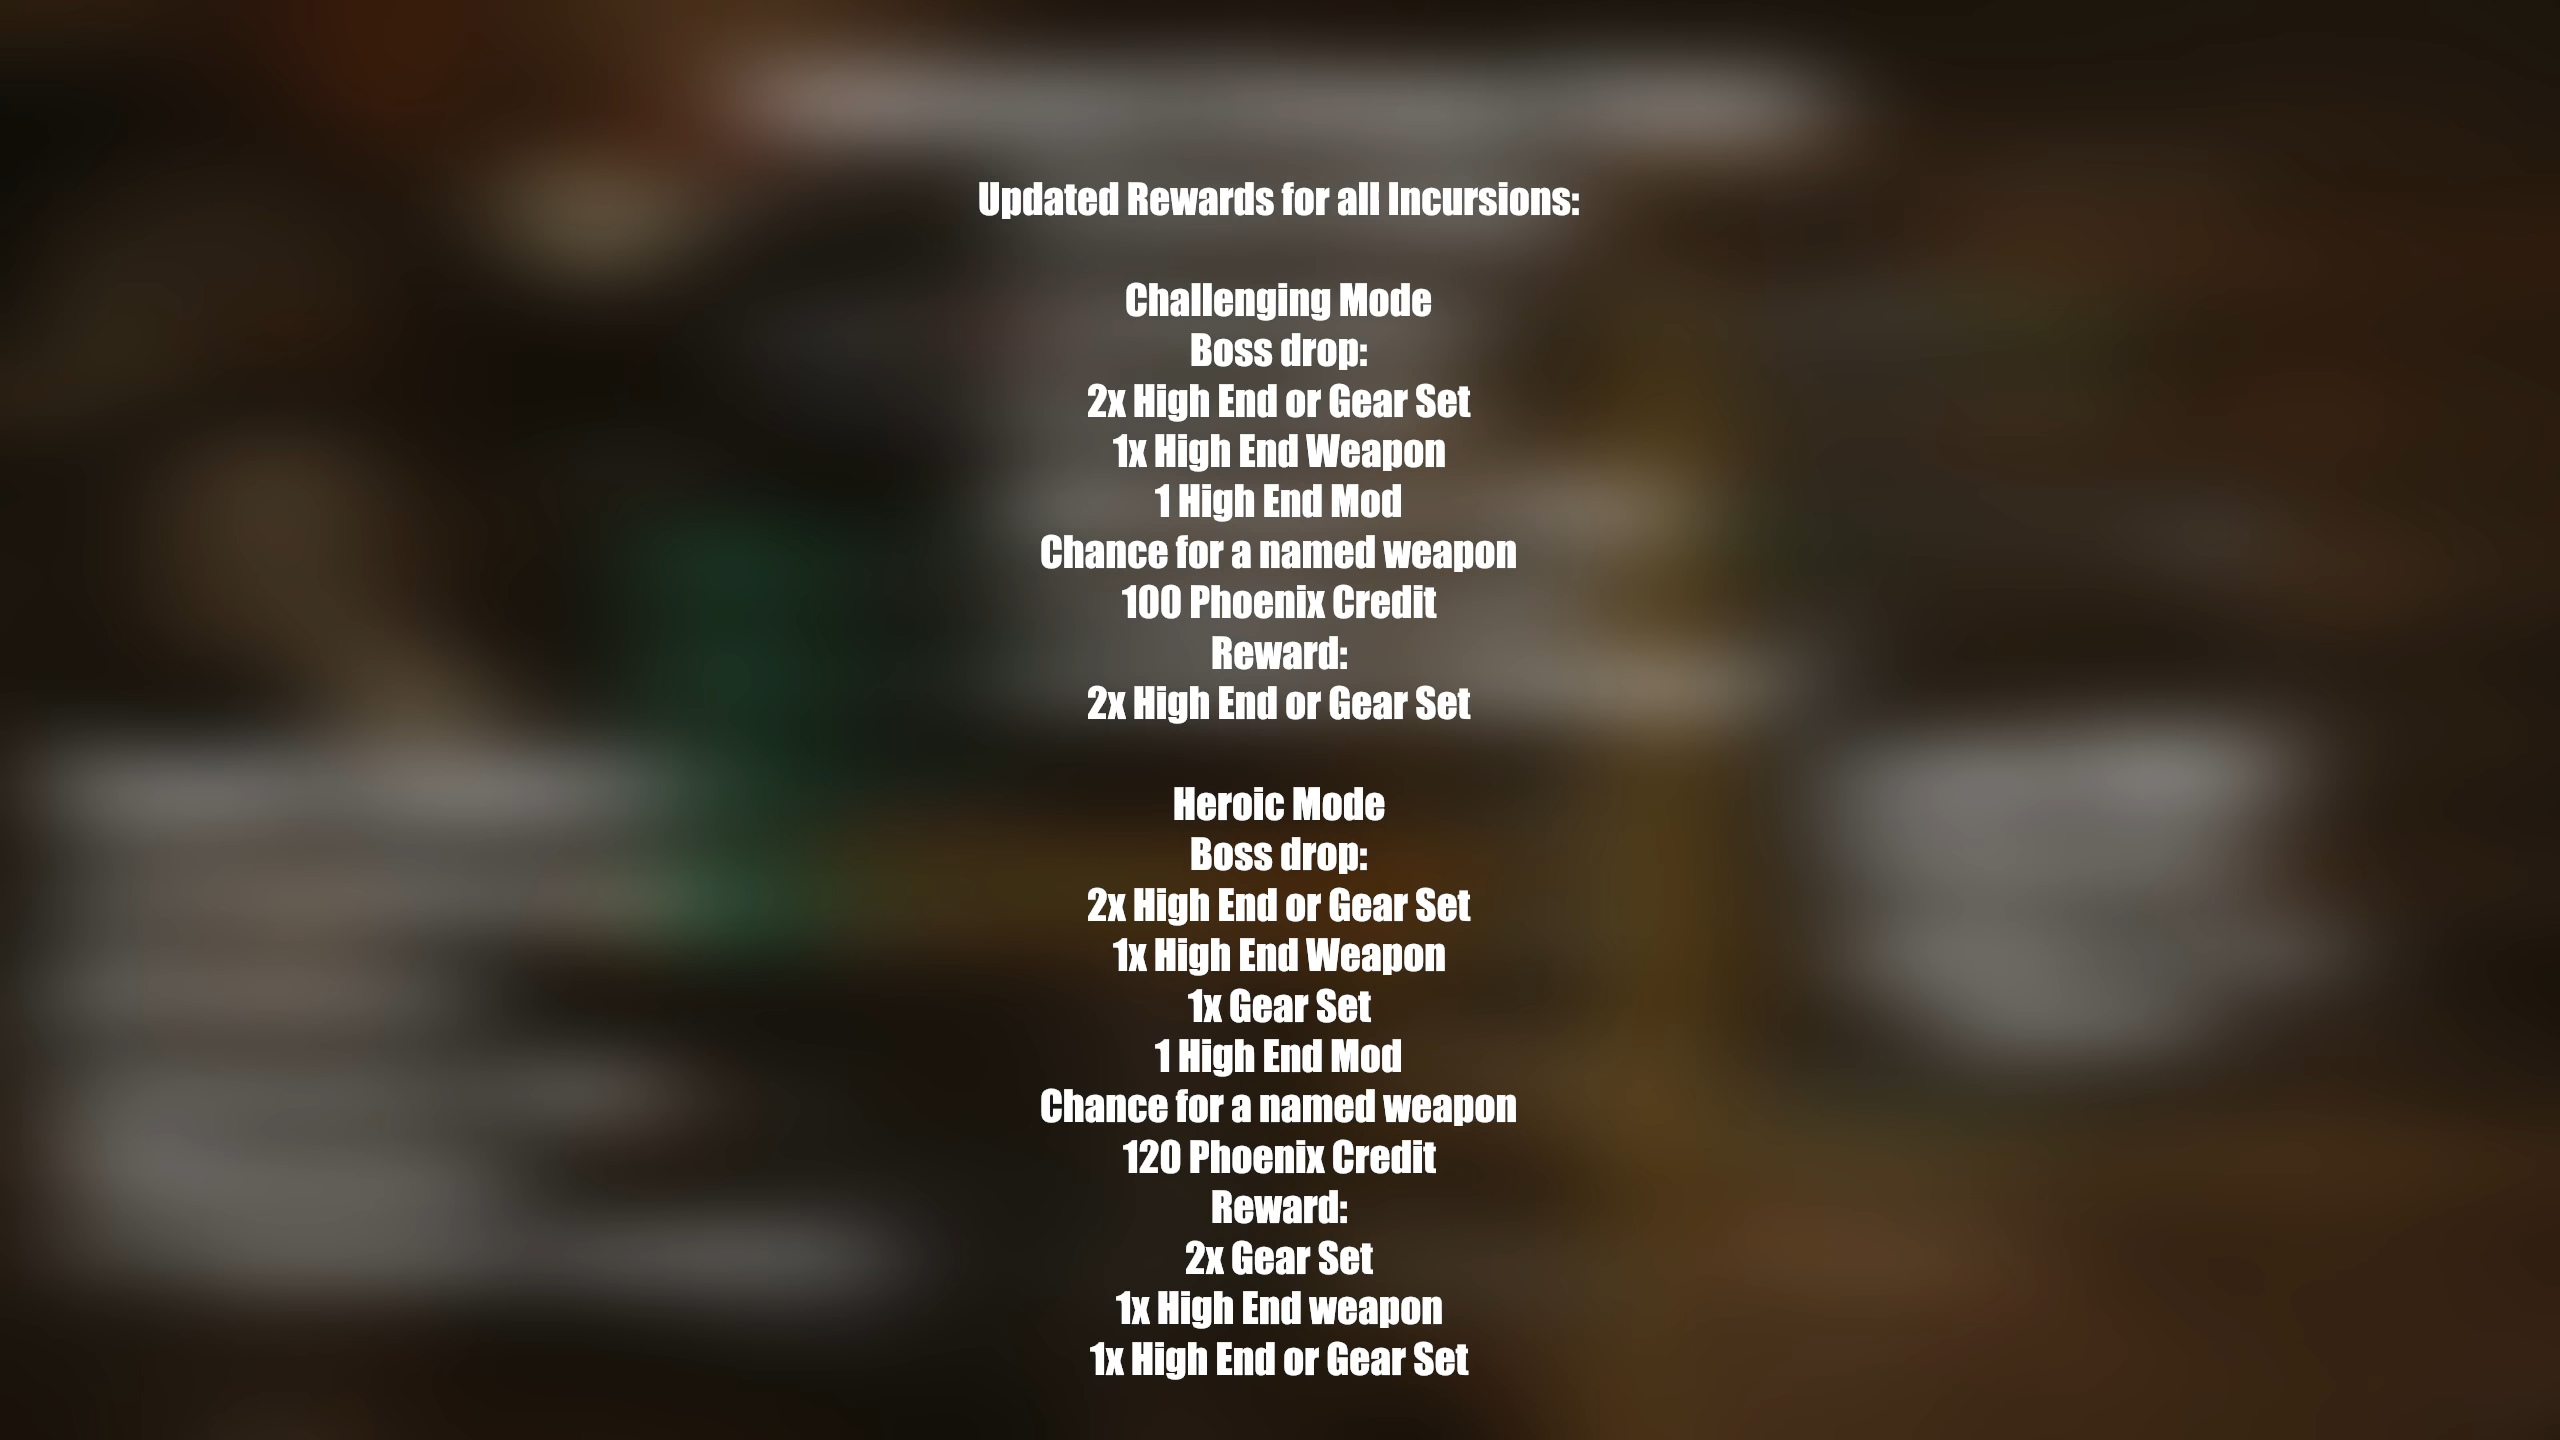 Updated Rewards for all Incursions:
Challenging Mode
Boss drop:
2x High End or Gear Set
1x High End Weapon
1 High End Mod
Chance for a named weapon
100 Phoenix Credit
Reward:
2x High End or Gear Set
Heroic Mode
Boss drop:
2x High End or Gear Set
1x High End Weapon
1x Gear Set
1 High End Mod
Chance for a named weapon
120 Phoenix Credit
Reward:
2x Gear Set
1x High End weapon
1x High End or Gear Set